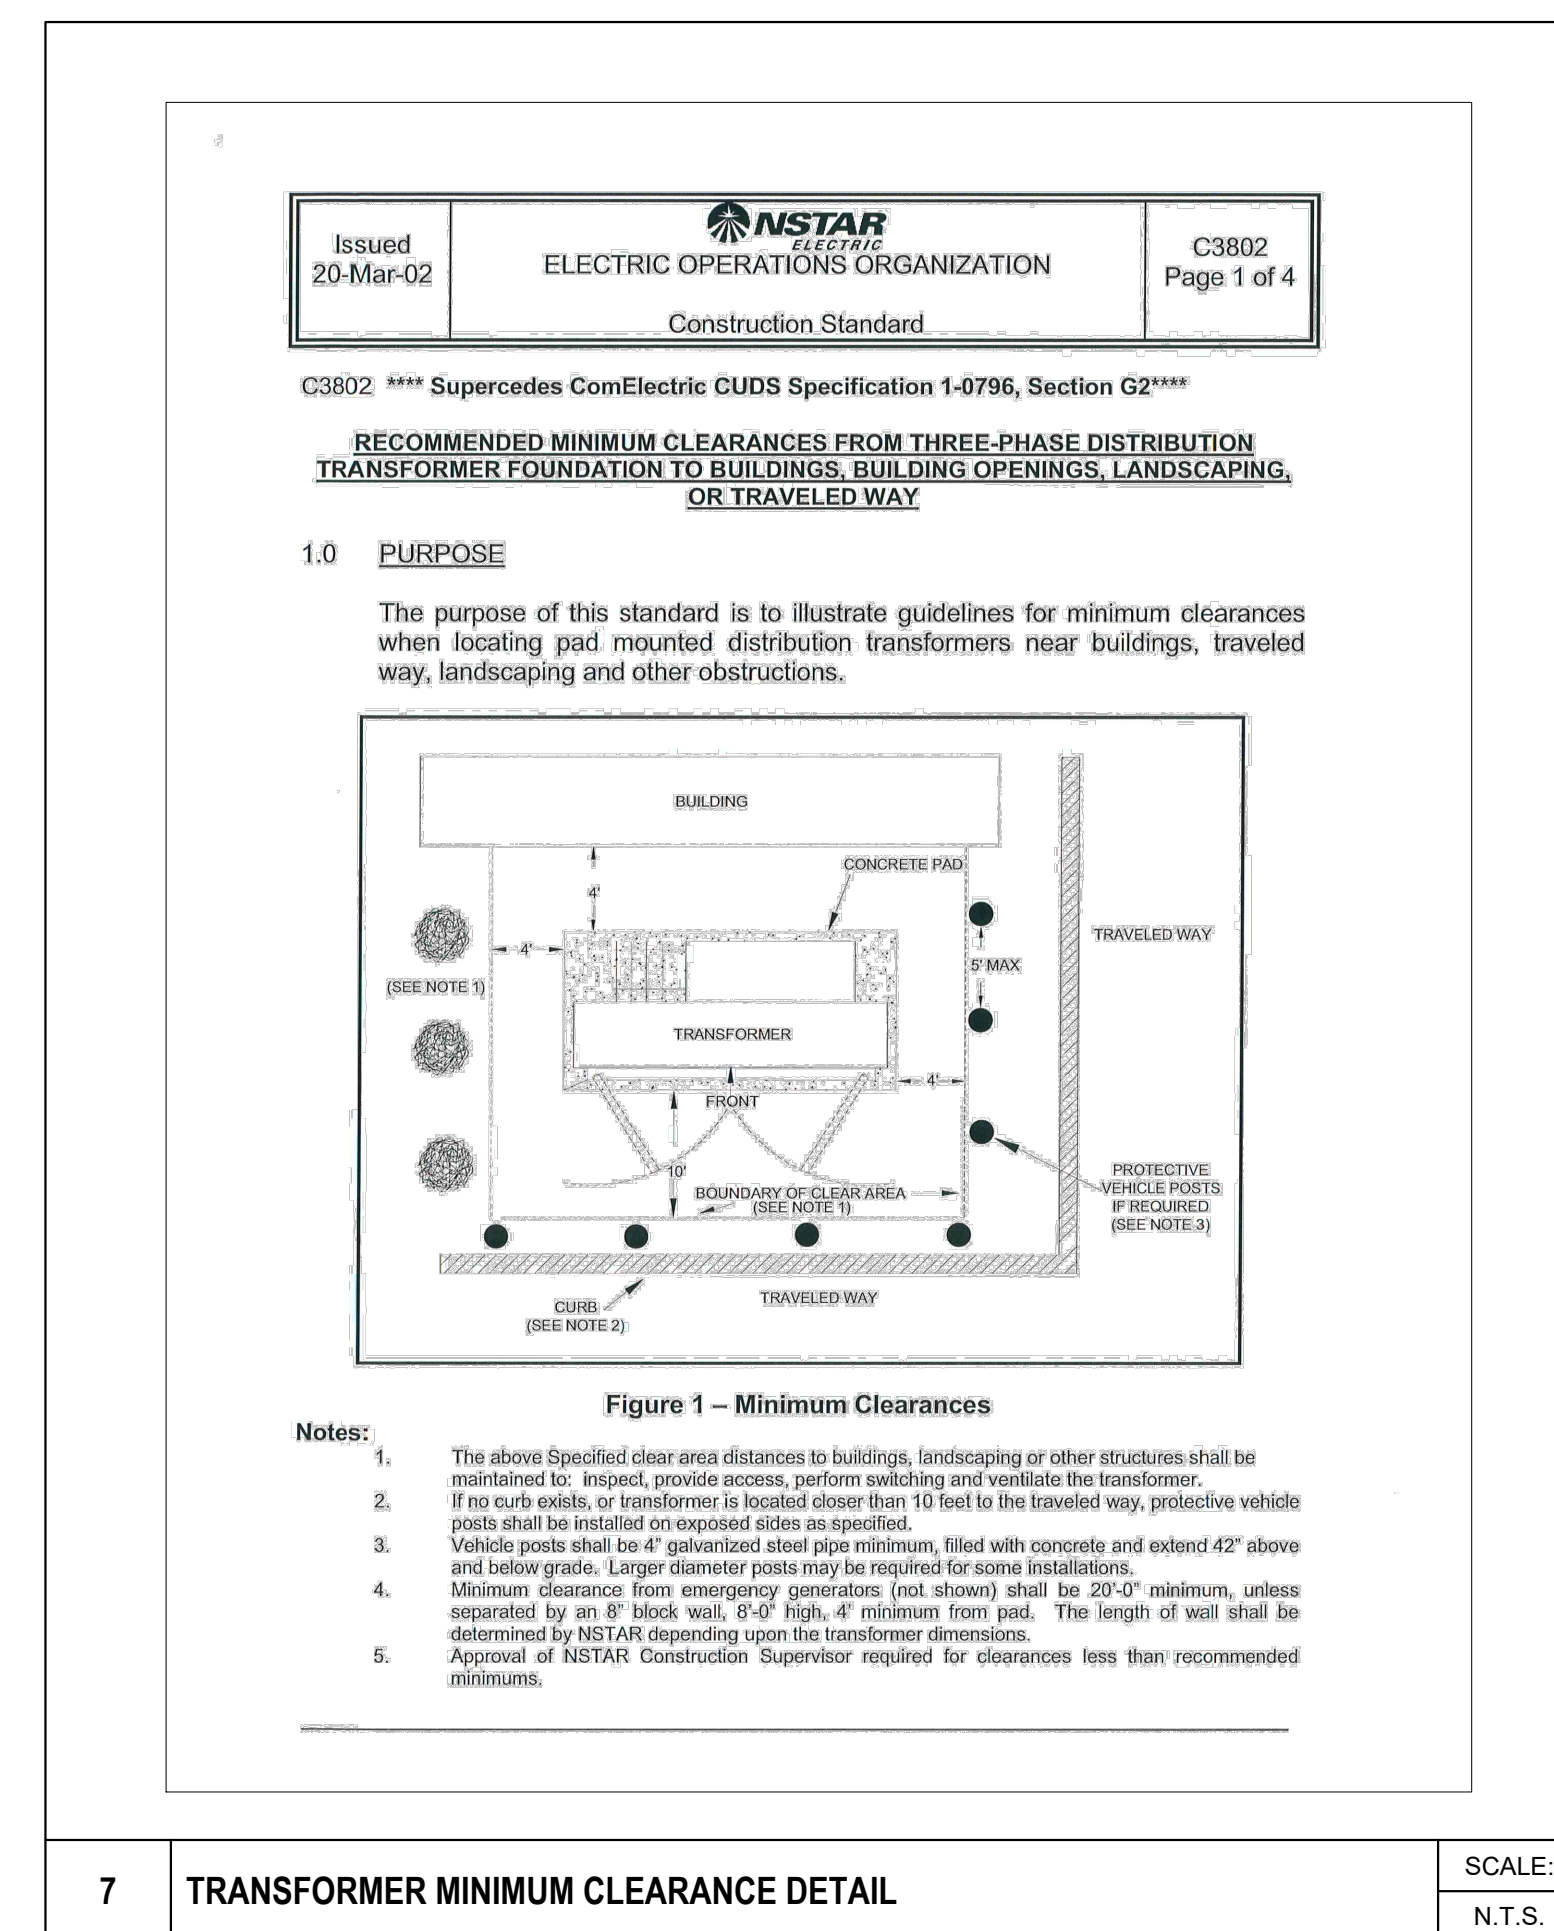 Issued
20-Mar-02
NSTAR
ELECTRIC
ELECTRIC OPERATIONS ORGANIZATION
Construction Standard
C3802
Page 1 of 4
C3802 **** Supercedes ComElectric CUDS Specification 1-0796, Section G2****
RECOMMENDED MINIMUM CLEARANCES FROM THREE-PHASE DISTRIBUTION
TRANSFORMER FOUNDATION TO BUILDINGS, BUILDING OPENINGS, LANDSCAPING,
OR TRAVELED WAY
1.0 PURPOSE
The purpose of this standard is to illustrate guidelines for minimum clearances
when locating pad mounted distribution transformers near buildings, traveled
way, landscaping and other obstructions.
BUILDING
CONCRETE PAD
4'
4'
TRAVELED WAY
5' MAX
(SEE NOTE 1)
TRANSFORMER
4'
FRONT
10'
PROTECTIVE
VEHICLE POSTS
IF REQUIRED
(SEE NOTE 3)
BOUNDARY OF CLEAR AREA
(SEE NOTE 1)
TRAVELED WAY
CURB
(SEE NOTE 2)
Figure 1 – Minimum Clearances
Notes:
1. The above Specified clear area distances to buildings, landscaping or other structures shall be
maintained to: inspect, provide access, perform switching and ventilate the transformer.
2. If no curb exists, or transformer is located closer than 10 feet to the traveled way, protective vehicle
posts shall be installed on exposed sides as specified.
3. Vehicle posts shall be 4" galvanized steel pipe minimum, filled with concrete and extend 42" above
and below grade. Larger diameter posts may be required for some installations.
4. Minimum clearance from emergency generators (not shown) shall be 20'-0" minimum, unless
separated by an 8" block wall, 8'-0" high, 4' minimum from pad. The length of wall shall be
determined by NSTAR depending upon the transformer dimensions.
5. Approval of NSTAR Construction Supervisor required for clearances less than recommended
minimums.
7
TRANSFORMER MINIMUM CLEARANCE DETAIL
SCALE:
N.T.S.